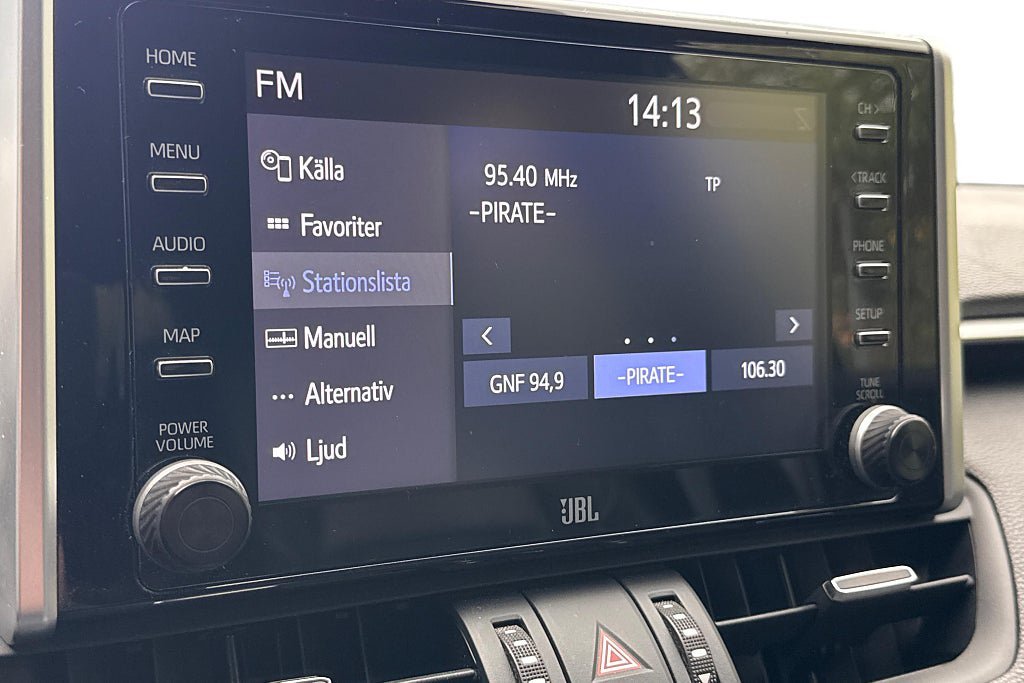 HOME
MENU
AUDIO
MAP
POWER
VOLUME
FM
14:13
Källa
Favoriter
Stationslista
Manuell
Alternativ
Ljud
95.40 MHz
TP
-PIRATE-
GNF 94,9
-PIRATE-
106.30
JBL
CH >
< TRACK
PHONE
SETUP
TUNE
SCROLL